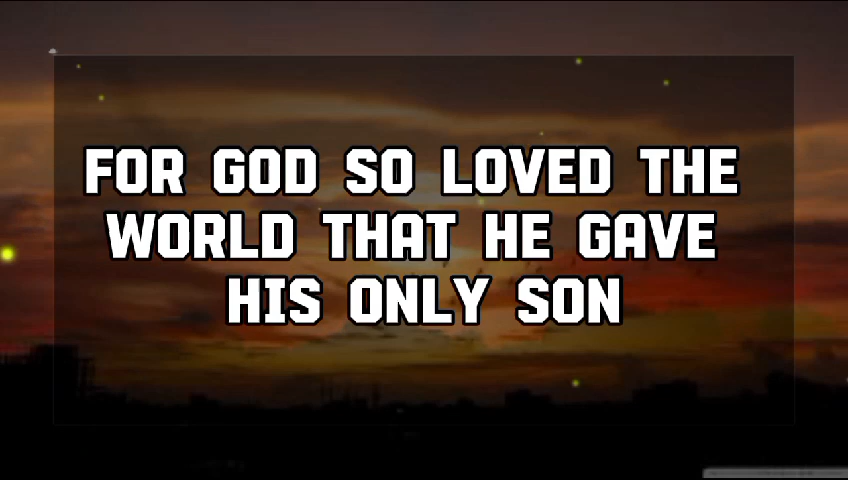 FOR GOD SO LOVED THE
WORLD THAT HE GAVE
HIS ONLY SON